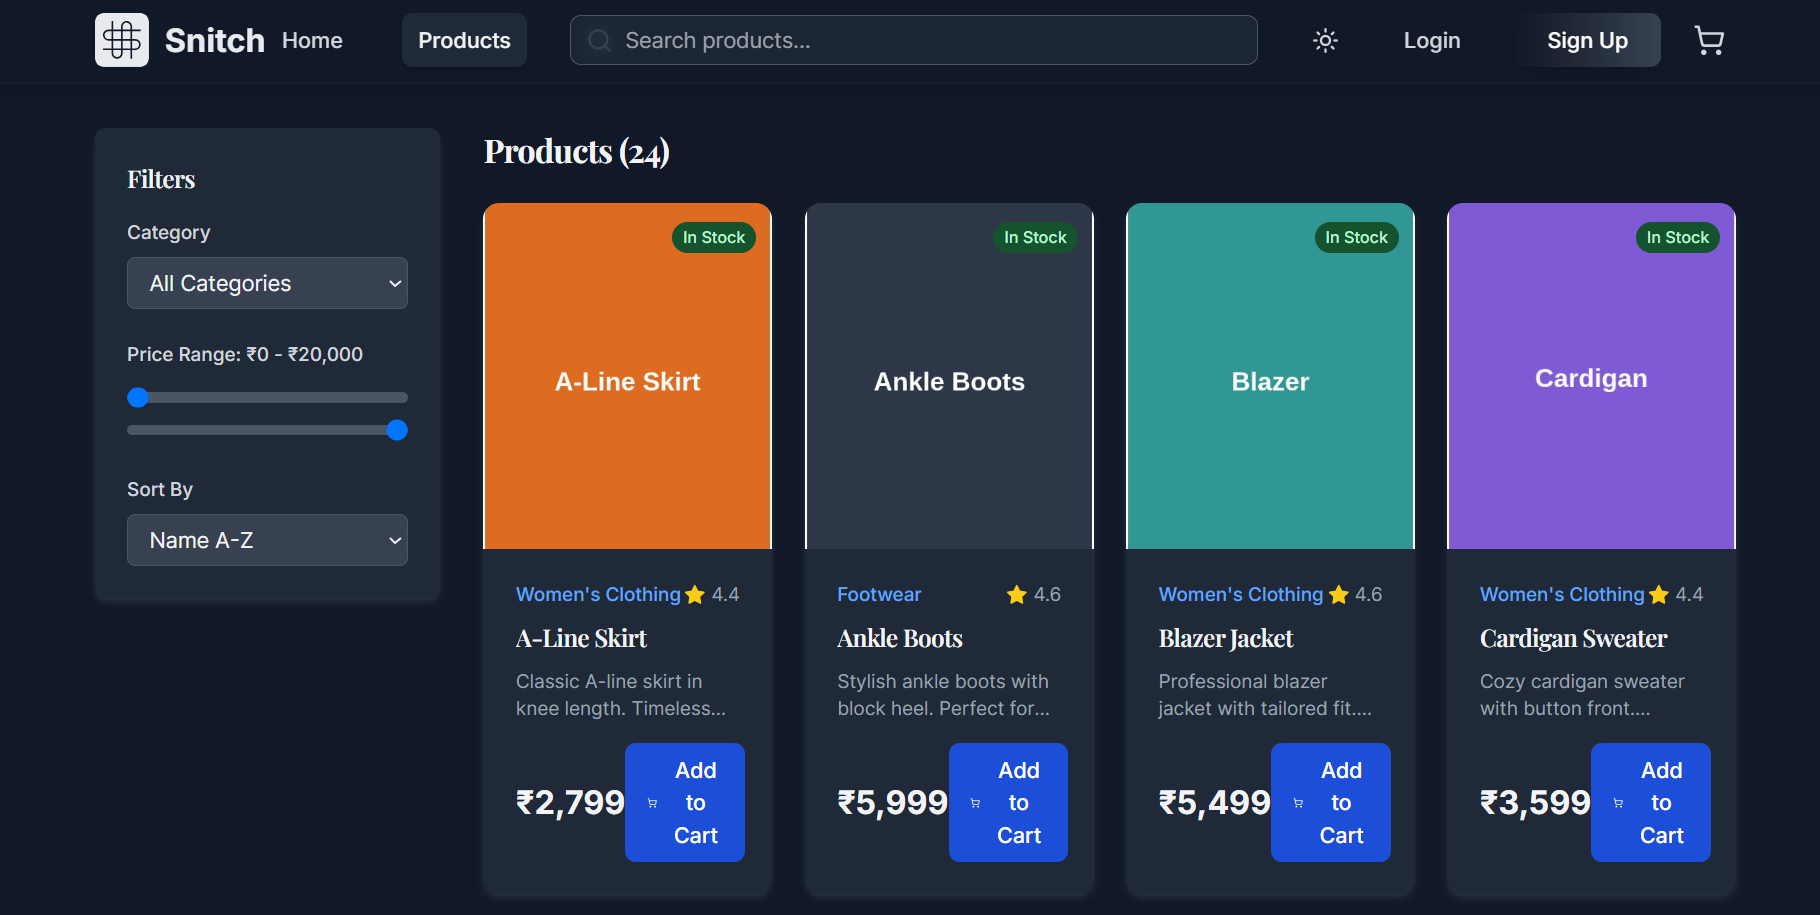 Snitch Home Products Search products... Login Sign Up
Filters
Category
All Categories
Price Range: ₹0 - ₹20,000
Sort By
Name A-Z
Products (24)
In Stock
A-Line Skirt
Women's Clothing 4.4
A-Line Skirt
Classic A-line skirt in
knee length. Timeless...
₹2,799
Add
to
Cart
In Stock
Ankle Boots
Footwear 4.6
Ankle Boots
Stylish ankle boots with
block heel. Perfect for...
₹5,999
Add
to
Cart
In Stock
Blazer
Women's Clothing 4.6
Blazer Jacket
Professional blazer
jacket with tailored fit....
₹5,499
Add
to
Cart
In Stock
Cardigan
Women's Clothing 4.4
Cardigan Sweater
Cozy cardigan sweater
with button front....
₹3,599
Add
to
Cart